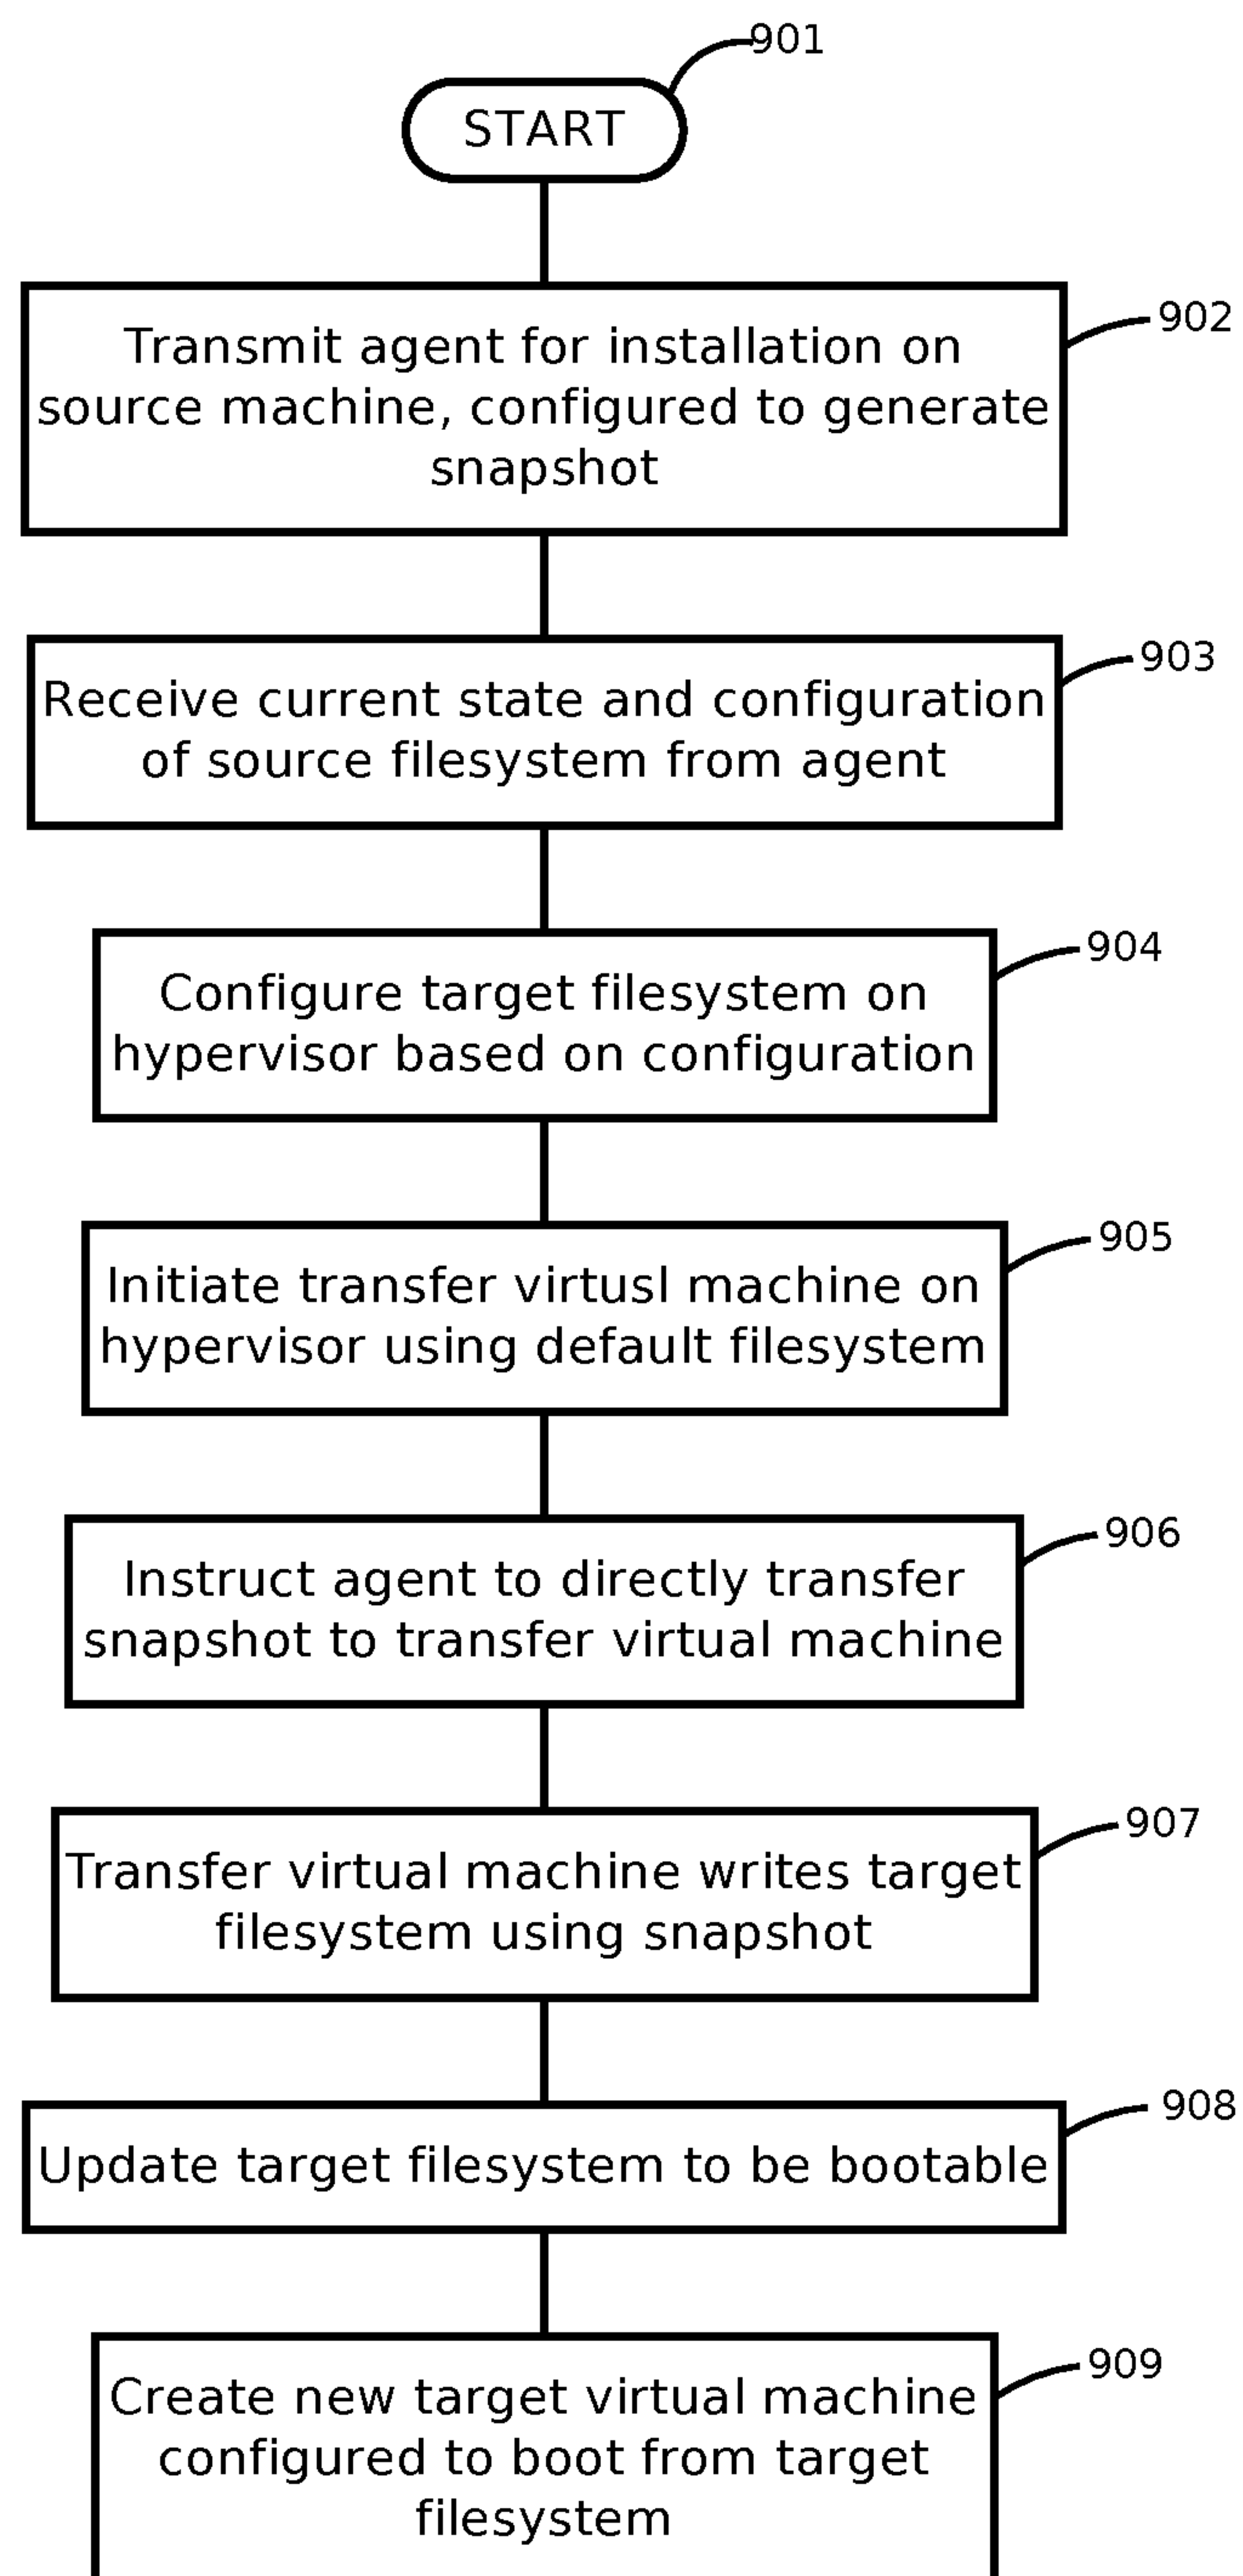 901
START
902
Transmit agent for installation on
source machine, configured to generate
snapshot
903
Receive current state and configuration
of source filesystem from agent
904
Configure target filesystem on
hypervisor based on configuration
905
Initiate transfer virtusl machine on
hypervisor using default filesystem
906
Instruct agent to directly transfer
snapshot to transfer virtual machine
907
Transfer virtual machine writes target
filesystem using snapshot
908
Update target filesystem to be bootable
909
Create new target virtual machine
configured to boot from target
filesystem